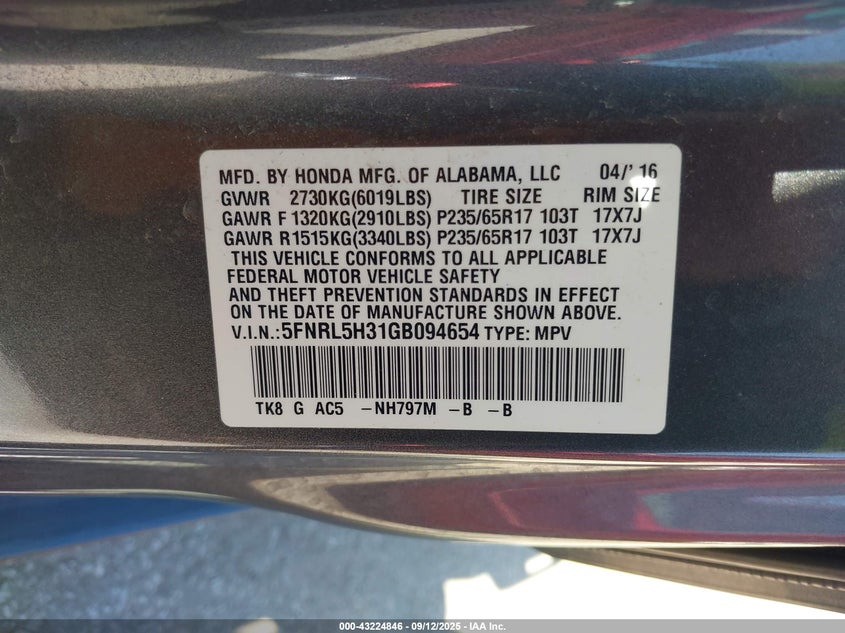 MFD. BY HONDA MFG. OF ALABAMA, LLC 04/' 16
GVWR 2730KG(6019LBS) TIRE SIZE RIM SIZE
GAWR F 1320KG(2910LBS) P235/65R17 103T 17X7J
GAWR R1515KG(3340LBS) P235/65R17 103T 17X7J
THIS VEHICLE CONFORMS TO ALL APPLICABLE
FEDERAL MOTOR VEHICLE SAFETY
AND THEFT PREVENTION STANDARDS IN EFFECT
ON THE DATE OF MANUFACTURE SHOWN ABOVE.
V.I.N.:5FNRL5H31GB094654 TYPE: MPV
TK8 G AC5 -NH797M -B -B
000-43224846 - 09/12/2025 - IAA Inc.